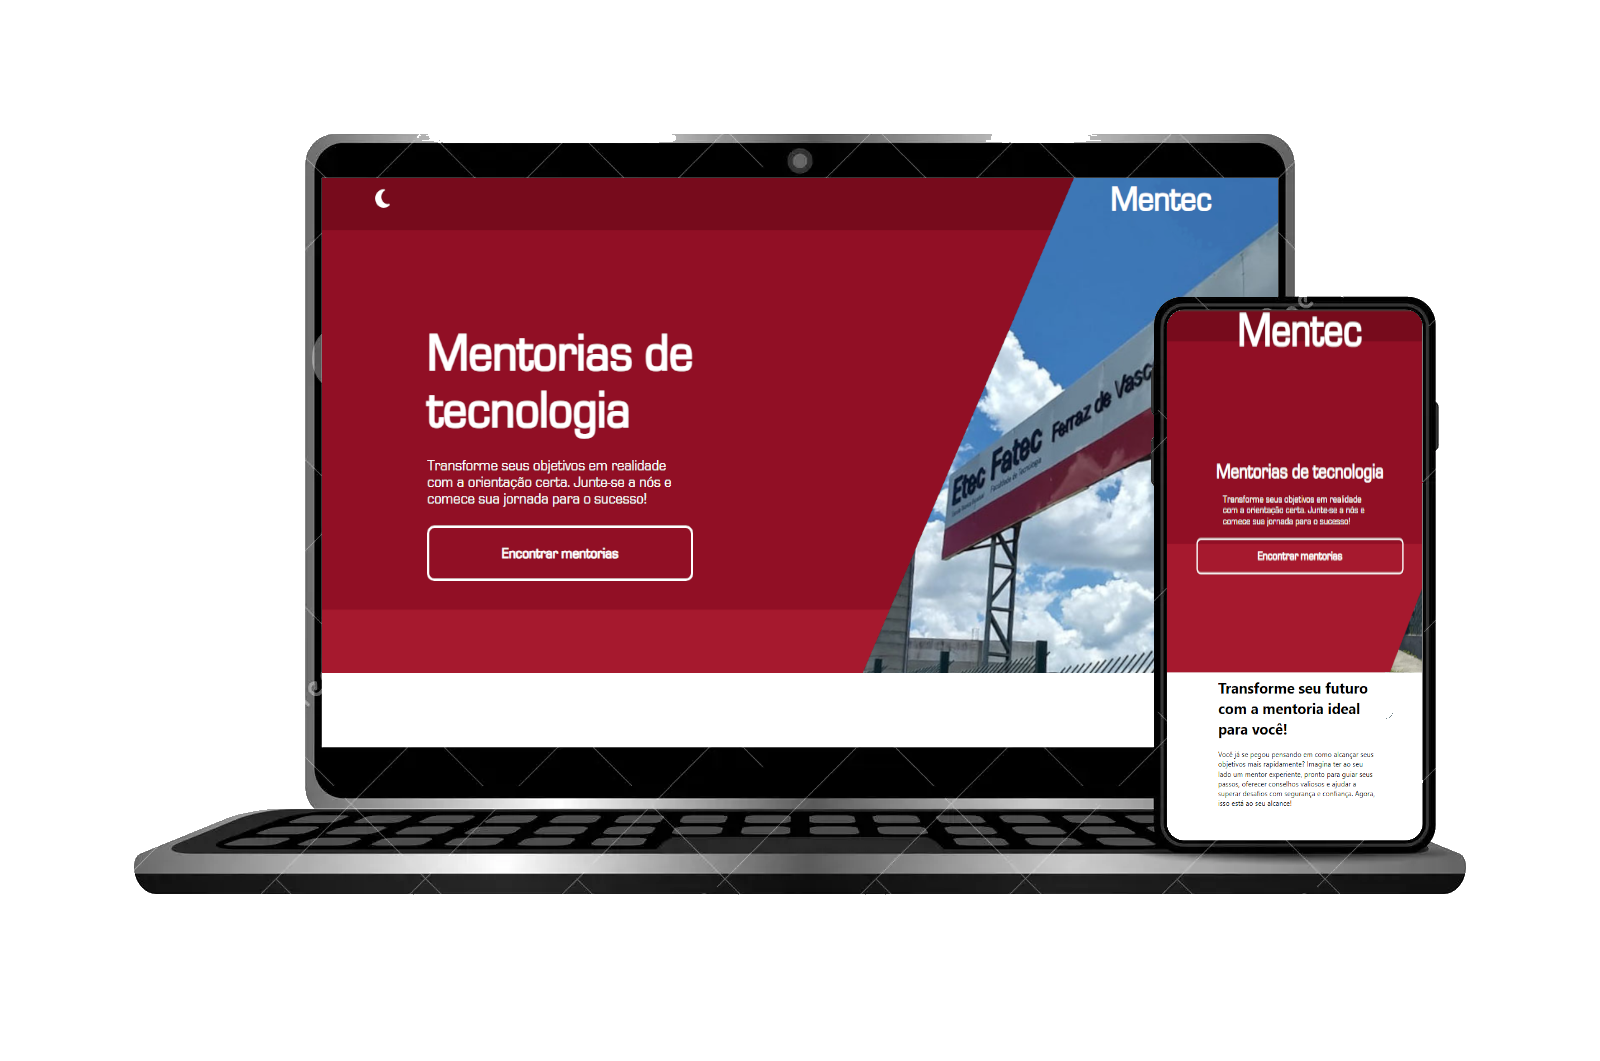 Mentec
Mentorias de
tecnologia
Transforme seus objetivos em realidade
com a orientação certa. Junte-se a nós e
comece sua jornada para o sucesso!
Encontrar mentorias
Etec Fatec Ferraz de Vasc
Mentec
Mentorias de tecnologia
Transforme seus objetivos em realidade
com a orientação certa. Junte-se a nós e
comece sua jornada para o sucesso!
Encontrar mentorias
Transforme seu futuro
com a mentoria ideal
para você!
Você já se pegou pensando em como alcançar seus
objetivos mais rapidamente? Imagina ter ao seu
lado um mentor experiente, pronto para guiar seus
passos, oferecer conselhos valiosos e ajudar a
superar desafios com segurança e confiança. Agora,
isso está ao seu alcance!